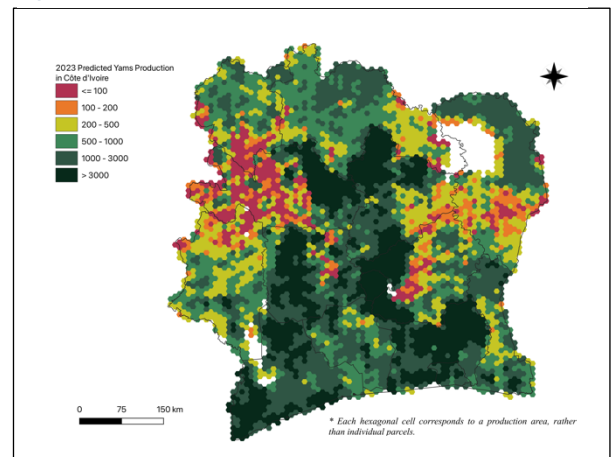 2023 Predicted Yams Production
in Côte d'Ivoire
<= 100
100 - 200
200 - 500
500 - 1000
1000 - 3000
> 3000
0 75 150 km
* Each hexagonal cell corresponds to a production area, rather
than individual parcels.